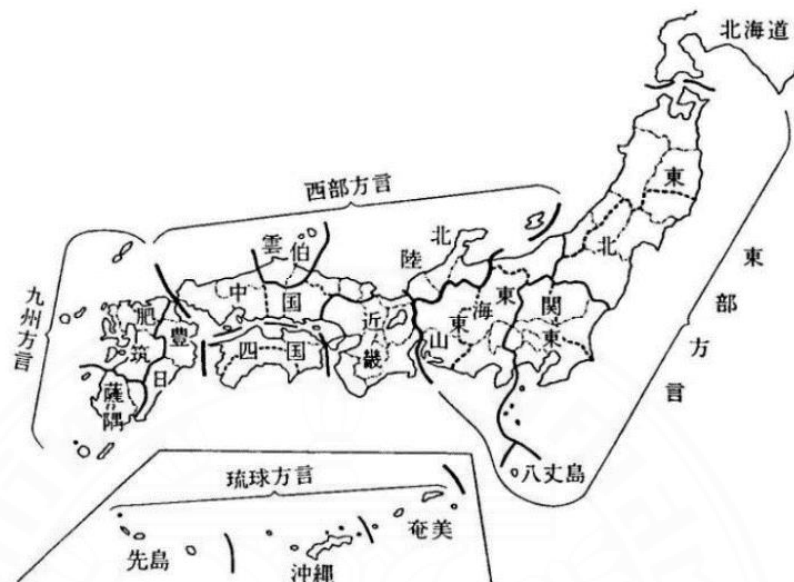 北海道
東北
東部方言
西部方言
雲伯
北陸
九州方言
中国
肥筑
豊日
近畿
東海東山
関東
四国
薩隅
八丈島
琉球方言
奄美
先島
沖縄